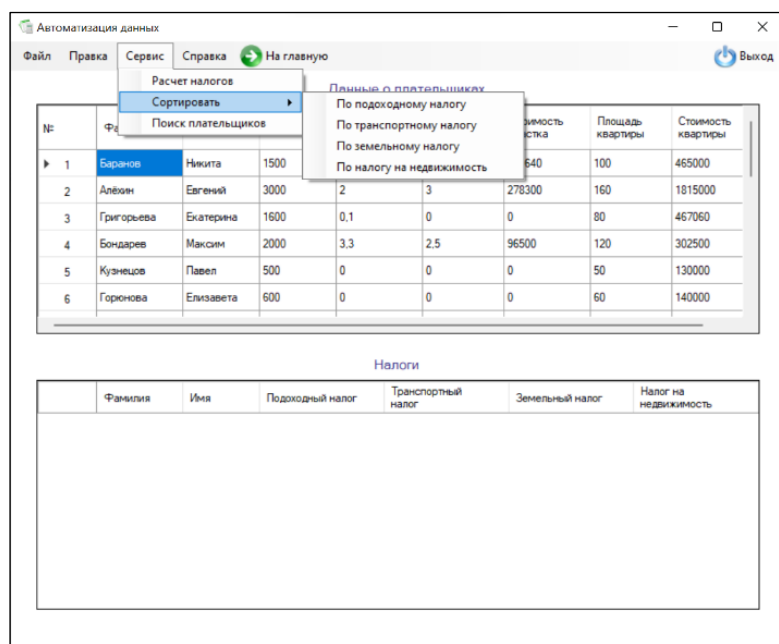 Автоматизация данных
Файл Правка Сервис Справка На главную Выход
Расчет налогов
Сортировать
Поиск плательщиков
По подоходному налогу
По транспортному налогу
По земельному налогу
По налогу на недвижимость
Данные о плательщиках
№ Площадь квартиры Стоимость квартиры
1 Баранов Никита 1500 100 465000
2 Алёхин Евгений 3000 2 3 278300 160 1815000
3 Григорьева Екатерина 1600 0,1 0 0 80 467060
4 Бондарев Максим 2000 3,3 2,5 96500 120 302500
5 Кузнецов Павел 500 0 0 0 50 130000
6 Горюнова Елизавета 600 0 0 0 60 140000
Налоги
Фамилия Имя Подоходный налог Транспортный налог Земельный налог Налог на недвижимость